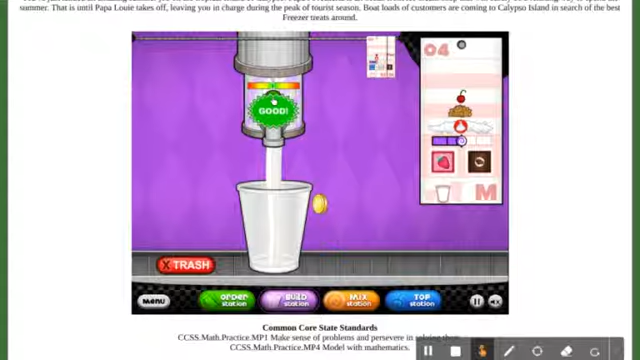 summer. That is until Papa Louie takes off, leaving you in charge during the peak of tourist season. Boat loads of customers are coming to Calypso Island in search of the best
Freezer treats around.
04
GOOD!
M
X TRASH
MENU
ORDER Station
BUILD Station
MIX Station
TOP Station
Common Core State Standards
CCSS.Math.Practice.MP1 Make sense of problems and persevere in solving them.
CCSS.Math.Practice.MP4 Model with mathematics.